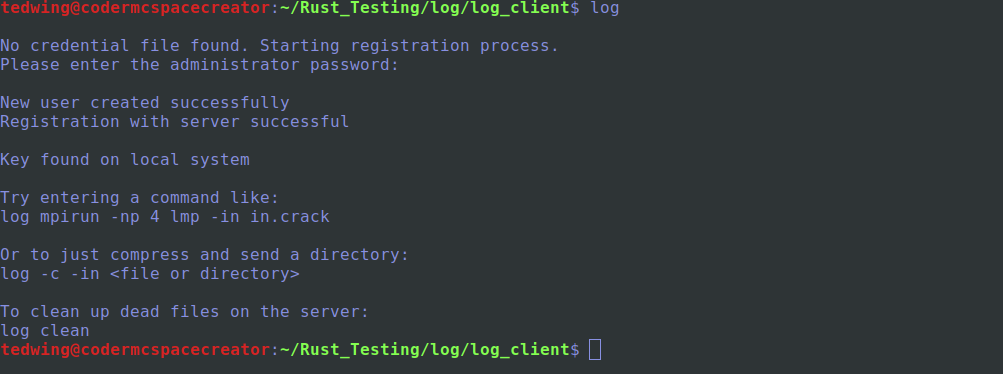 tedwing@codermcspacecreator:~/Rust_Testing/log/log_client$ log
No credential file found. Starting registration process.
Please enter the administrator password:
New user created successfully
Registration with server successful
Key found on local system
Try entering a command like:
log mpirun -np 4 lmp -in in.crack
Or to just compress and send a directory:
log -c -in <file or directory>
To clean up dead files on the server:
log clean
tedwing@codermcspacecreator:~/Rust_Testing/log/log_client$